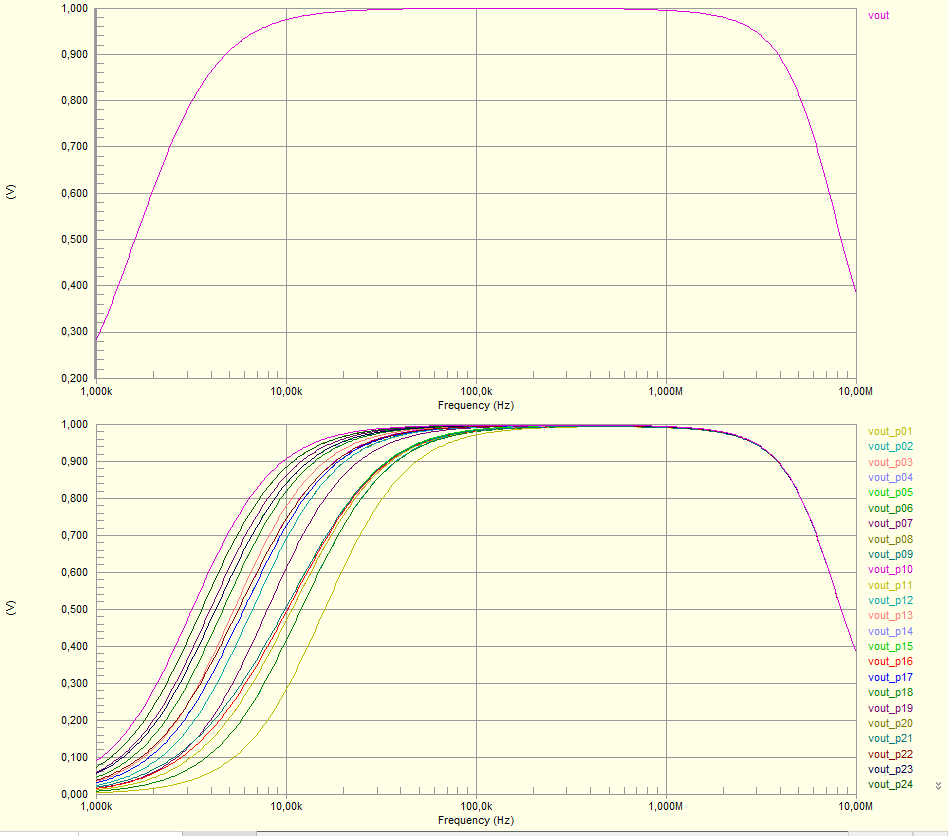 1,000
0,900
0,800
0,700
0,600
0,500
0,400
0,300
0,200
(V)
1,000k 10,00k 100,0k 1,000M 10,00M
Frequency (Hz)
vout
1,000
0,900
0,800
0,700
0,600
0,500
0,400
0,300
0,200
0,100
0,000
(V)
1,000k 10,00k 100,0k 1,000M 10,00M
Frequency (Hz)
vout_p01
vout_p02
vout_p03
vout_p04
vout_p05
vout_p06
vout_p07
vout_p08
vout_p09
vout_p10
vout_p11
vout_p12
vout_p13
vout_p14
vout_p15
vout_p16
vout_p17
vout_p18
vout_p19
vout_p20
vout_p21
vout_p22
vout_p23
vout_p24